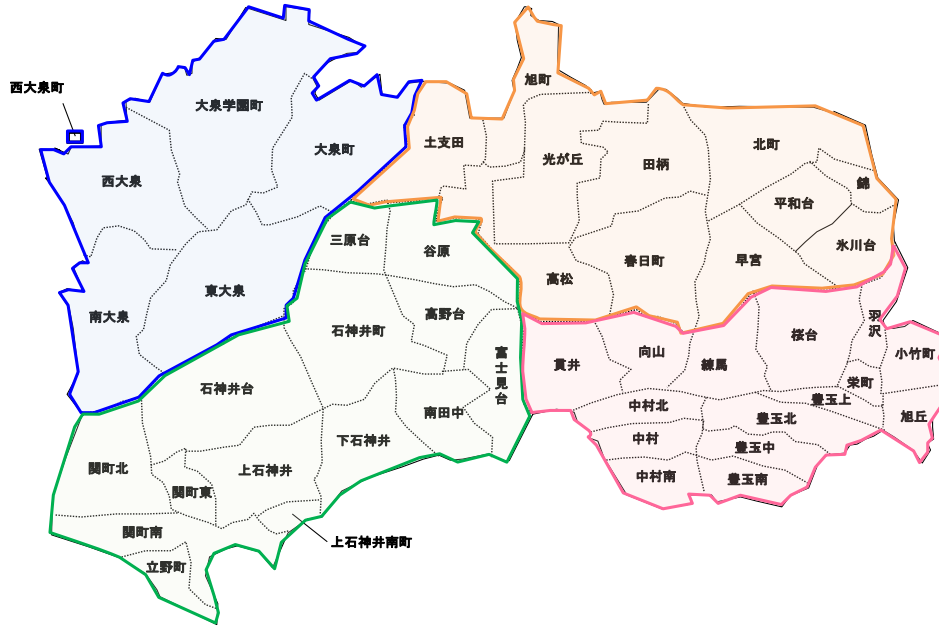 西大泉町
大泉学園町
大泉町
西大泉
南大泉
東大泉
旭町
土支田
光が丘
田柄
北町
錦
平和台
氷川台
早宮
春日町
高松
三原台
谷原
高野台
石神井町
富士見台
石神井台
南田中
下石神井
上石神井
関町北
関町東
関町南
立野町
上石神井南町
貫井
向山
練馬
桜台
羽沢
小竹町
栄町
旭丘
豊玉上
豊玉北
豊玉中
豊玉南
中村北
中村
中村南